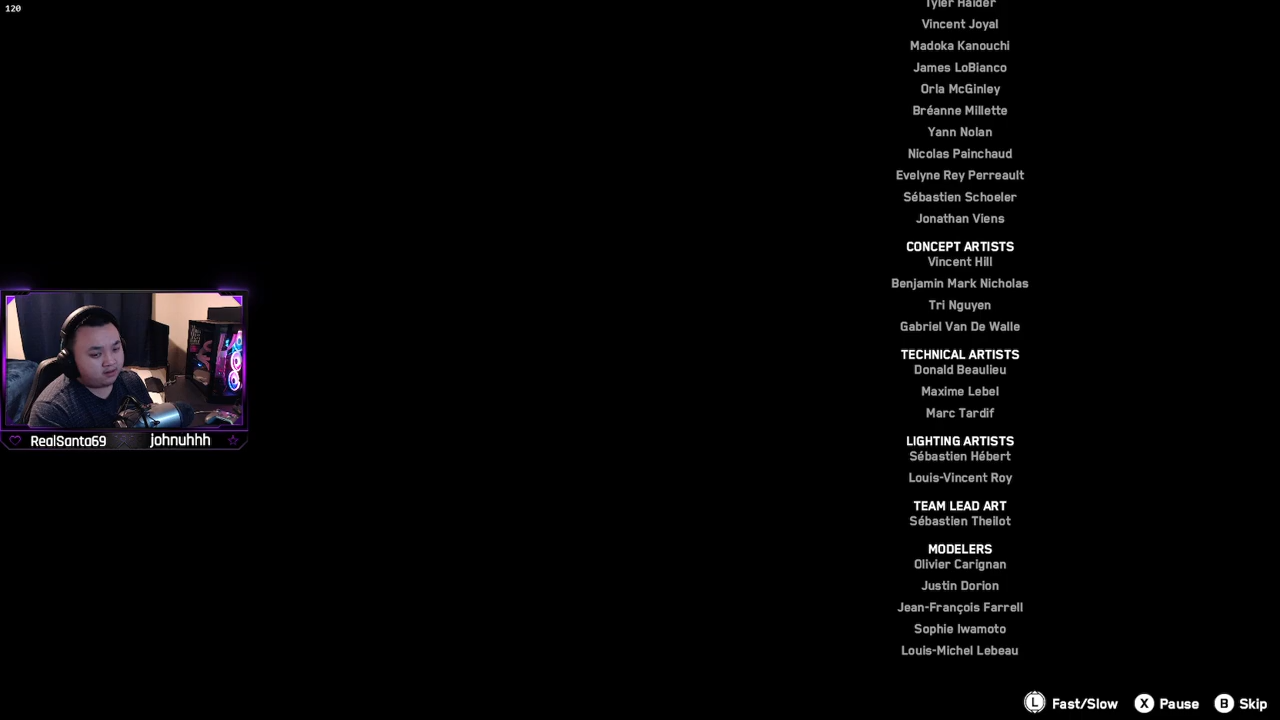 120
Tyler Haider
Vincent Joyal
Madoka Kanouchi
James LoBianco
Orla McGinley
Bréanne Millette
Yann Nolan
Nicolas Painchaud
Evelyne Rey Perreault
Sébastien Schoeler
Jonathan Viens
CONCEPT ARTISTS
Vincent Hill
Benjamin Mark Nicholas
Tri Nguyen
Gabriel Van De Walle
TECHNICAL ARTISTS
Donald Beaulieu
Maxime Lebel
Marc Tardif
LIGHTING ARTISTS
Sébastien Hébert
Louis-Vincent Roy
TEAM LEAD ART
Sébastien Theilot
MODELERS
Olivier Carignan
Justin Dorion
Jean-François Farrell
Sophie Iwamoto
Louis-Michel Lebeau
RealSanta69 johnuhhh
L Fast/Slow X Pause B Skip